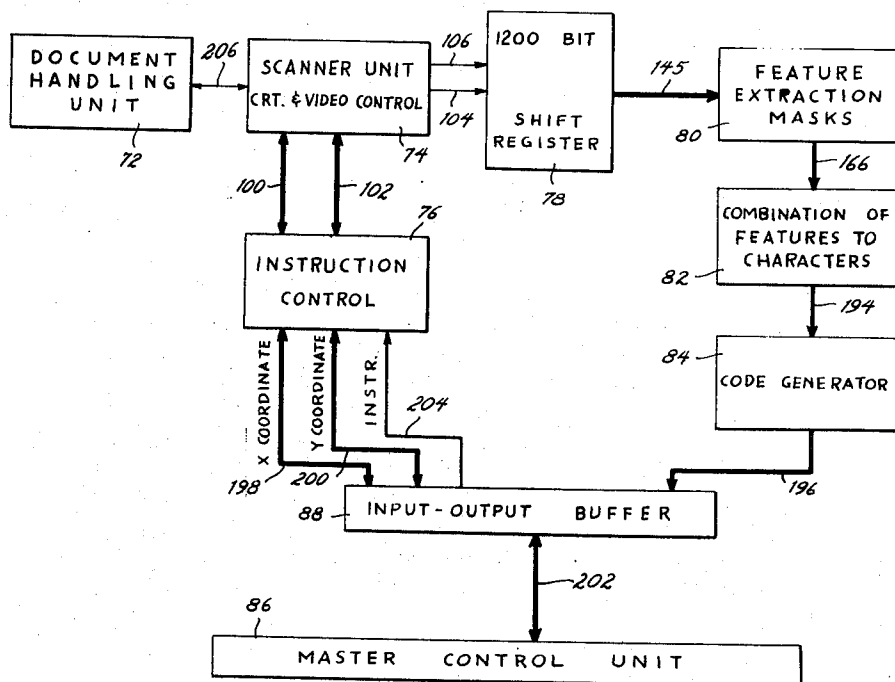 DOCUMENT
HANDLING
UNIT
72
206
SCANNER UNIT
CRT. & VIDEO CONTROL
74
106
104
1200 BIT
SHIFT
REGISTER
78
145
FEATURE
EXTRACTION
MASKS
80
166
100
102
76
INSTRUCTION
CONTROL
COMBINATION OF
FEATURES TO
CHARACTERS
82
194
84
CODE GENERATOR
X COORDINATE
Y COORDINATE
INSTR.
204
198
200
196
88
INPUT-OUTPUT BUFFER
202
86
MASTER CONTROL UNIT